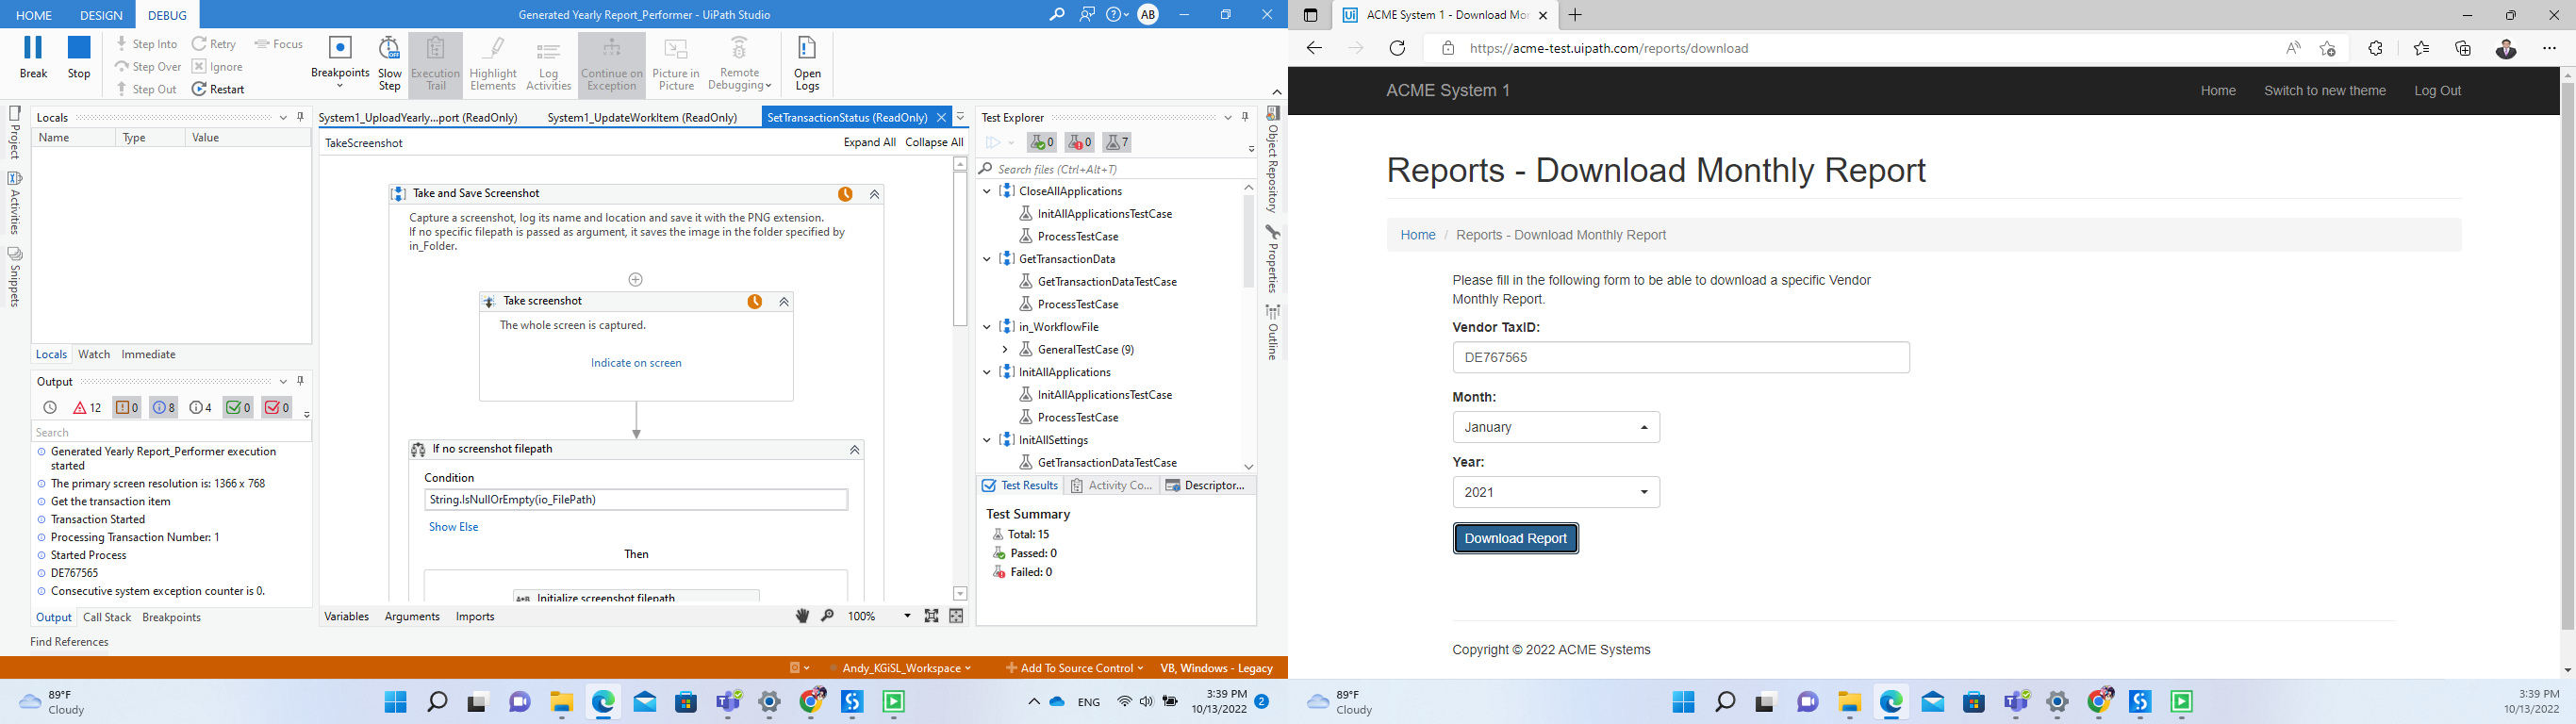 HOME DESIGN DEBUG Generated Yearly Report_Performer - UiPath Studio AB
Break
Stop
Step Into
Step Over
Step Out
Retry
Ignore
Restart
Focus
Breakpoints
Slow
Step
Execution
Trail
Highlight
Elements
Log
Activities
Continue on
Exception
Picture in
Picture
Remote
Debugging
Open
Logs
Project
Activities
Snippets
Locals
Name Type Value
Locals Watch Immediate
Output
12 0 8 4 0 0
Search
Generated Yearly Report_Performer execution
started
The primary screen resolution is: 1366 x 768
Get the transaction item
Transaction Started
Processing Transaction Number: 1
Started Process
DE767565
Consecutive system exception counter is 0.
Output Call Stack Breakpoints
Find References
System1_UploadYearly...port (ReadOnly) System1_UpdateWorkItem (ReadOnly) SetTransactionStatus (ReadOnly)
TakeScreenshot Expand All Collapse All
Take and Save Screenshot
Capture a screenshot, log its name and location and save it with the PNG extension.
If no specific filepath is passed as argument, it saves the image in the folder specified by
in_Folder.
Take screenshot
The whole screen is captured.
Indicate on screen
If no screenshot filepath
Condition
String.IsNullOrEmpty(io_FilePath)
Show Else
Then
A+B Initialize screenshot filepath
Variables Arguments Imports 100%
Test Explorer
0 0 7
Search files (Ctrl+Alt+T)
CloseAllApplications
InitAllApplicationsTestCase
ProcessTestCase
GetTransactionData
GetTransactionDataTestCase
ProcessTestCase
in_WorkflowFile
GeneralTestCase (9)
InitAllApplications
InitAllApplicationsTestCase
ProcessTestCase
InitAllSettings
GetTransactionDataTestCase
Test Results Activity Co... Descriptor...
Test Summary
Total: 15
Passed: 0
Failed: 0
Object Repository
Properties
Outline
Andy_KGiSL_Workspace Add To Source Control VB, Windows - Legacy
89°F
Cloudy
ENG
3:39 PM
10/13/2022
2
Ui ACME System 1 - Download Mor
https://acme-test.uipath.com/reports/download
ACME System 1 Home Switch to new theme Log Out
Reports - Download Monthly Report
Home / Reports - Download Monthly Report
Please fill in the following form to be able to download a specific Vendor
Monthly Report.
Vendor TaxID:
DE767565
Month:
January
Year:
2021
Download Report
Copyright © 2022 ACME Systems
89°F
Cloudy
3:39 PM
10/13/2022